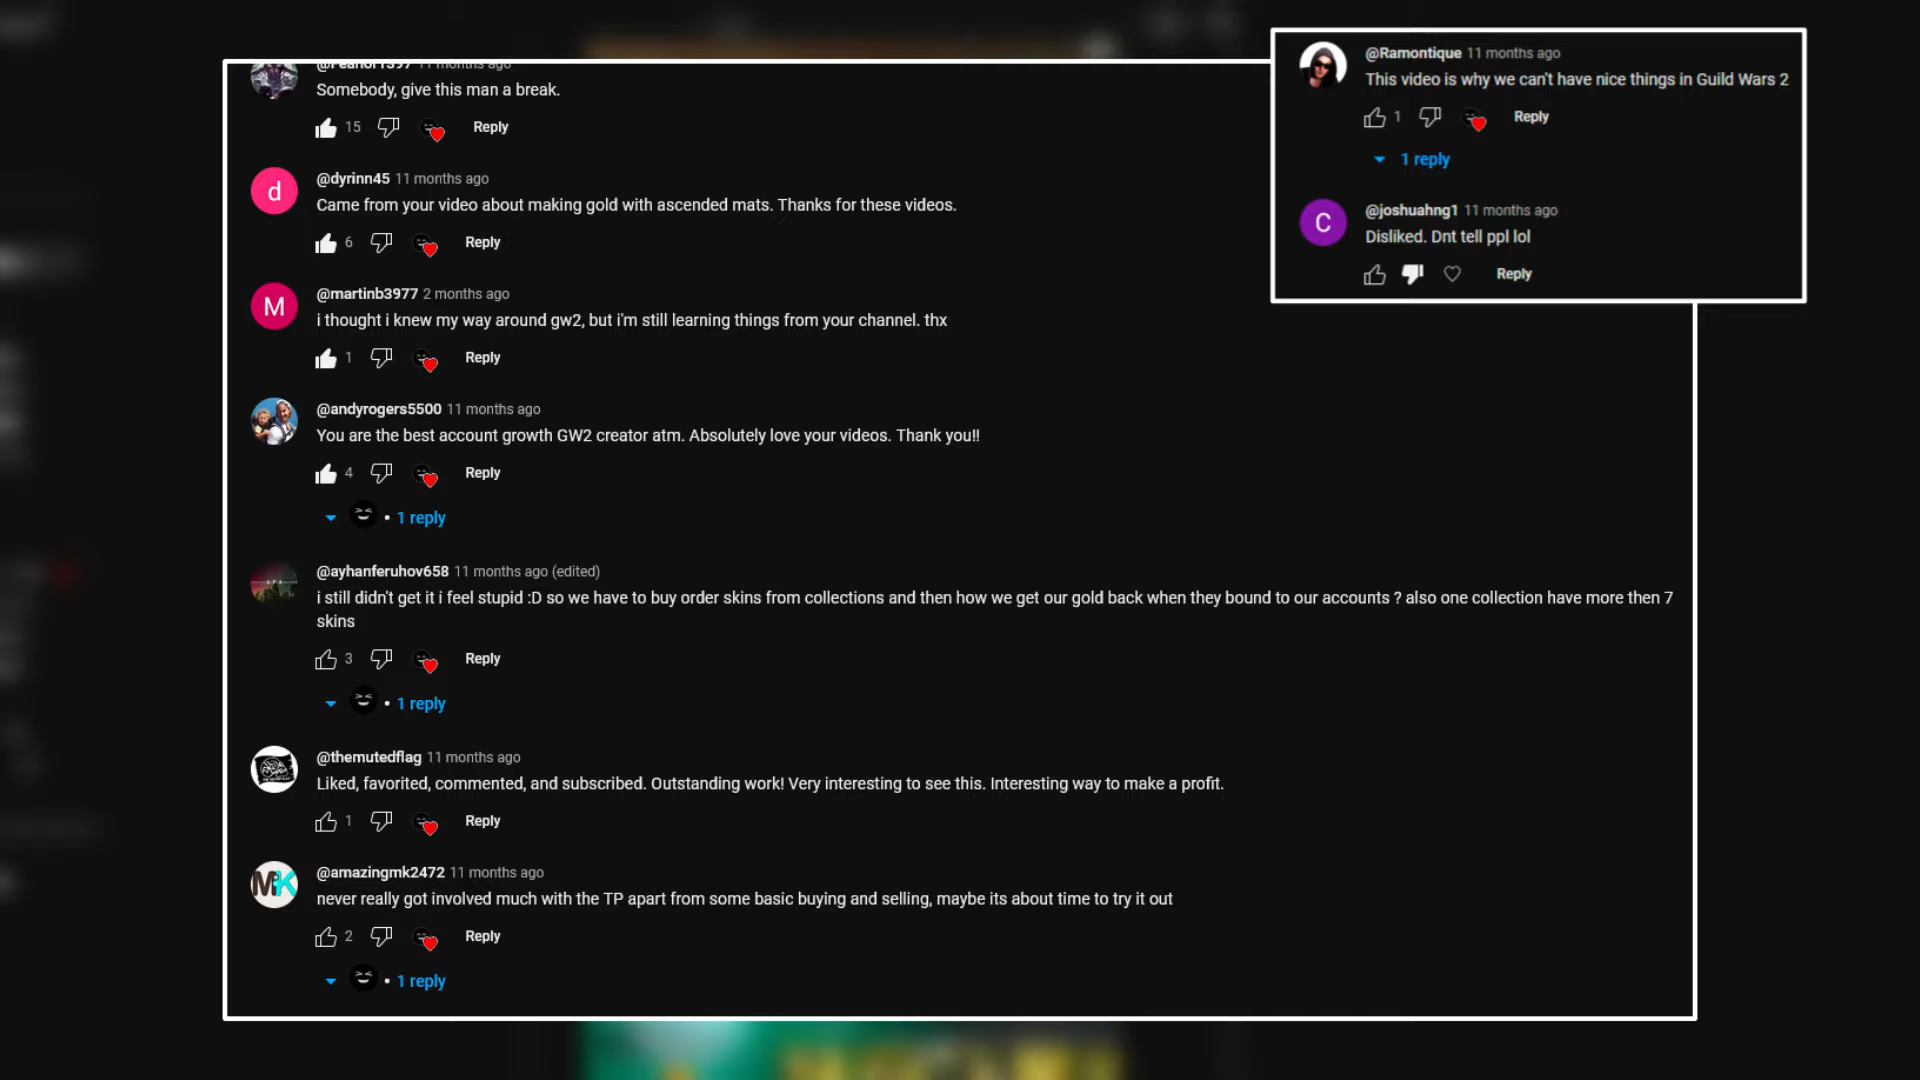 11 months ago
Somebody, give this man a break.
15 Reply
d
@dyrinn45 11 months ago
Came from your video about making gold with ascended mats. Thanks for these videos.
6 Reply
M
@martinb3977 2 months ago
i thought i knew my way around gw2, but i'm still learning things from your channel. thx
1 Reply
@andyrogers5500 11 months ago
You are the best account growth GW2 creator atm. Absolutely love your videos. Thank you!!
4 Reply
• 1 reply
@ayhanferuhov658 11 months ago (edited)
i still didn't get it i feel stupid :D so we have to buy order skins from collections and then how we get our gold back when they bound to our accounts ? also one collection have more then 7
skins
3 Reply
• 1 reply
@themutedflag 11 months ago
Liked, favorited, commented, and subscribed. Outstanding work! Very interesting to see this. Interesting way to make a profit.
1 Reply
MK
@amazingmk2472 11 months ago
never really got involved much with the TP apart from some basic buying and selling, maybe its about time to try it out
2 Reply
• 1 reply
@Ramontique 11 months ago
This video is why we can't have nice things in Guild Wars 2
1 Reply
1 reply
C
@joshuahng1 11 months ago
Disliked. Dnt tell ppl lol
Reply